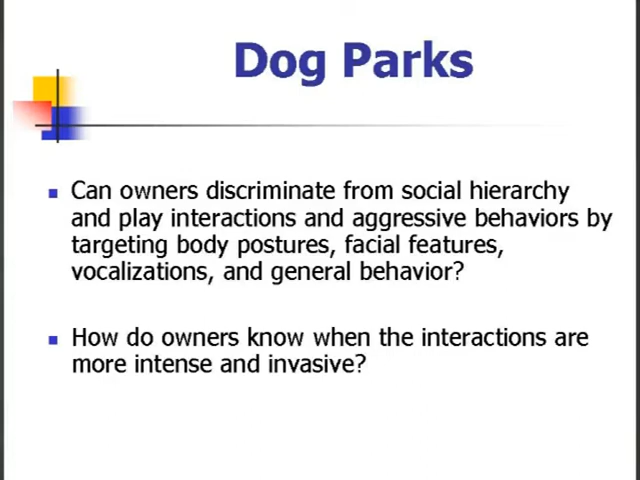 Dog Parks
Can owners discriminate from social hierarchy
and play interactions and aggressive behaviors by
targeting body postures, facial features,
vocalizations, and general behavior?
How do owners know when the interactions are
more intense and invasive?